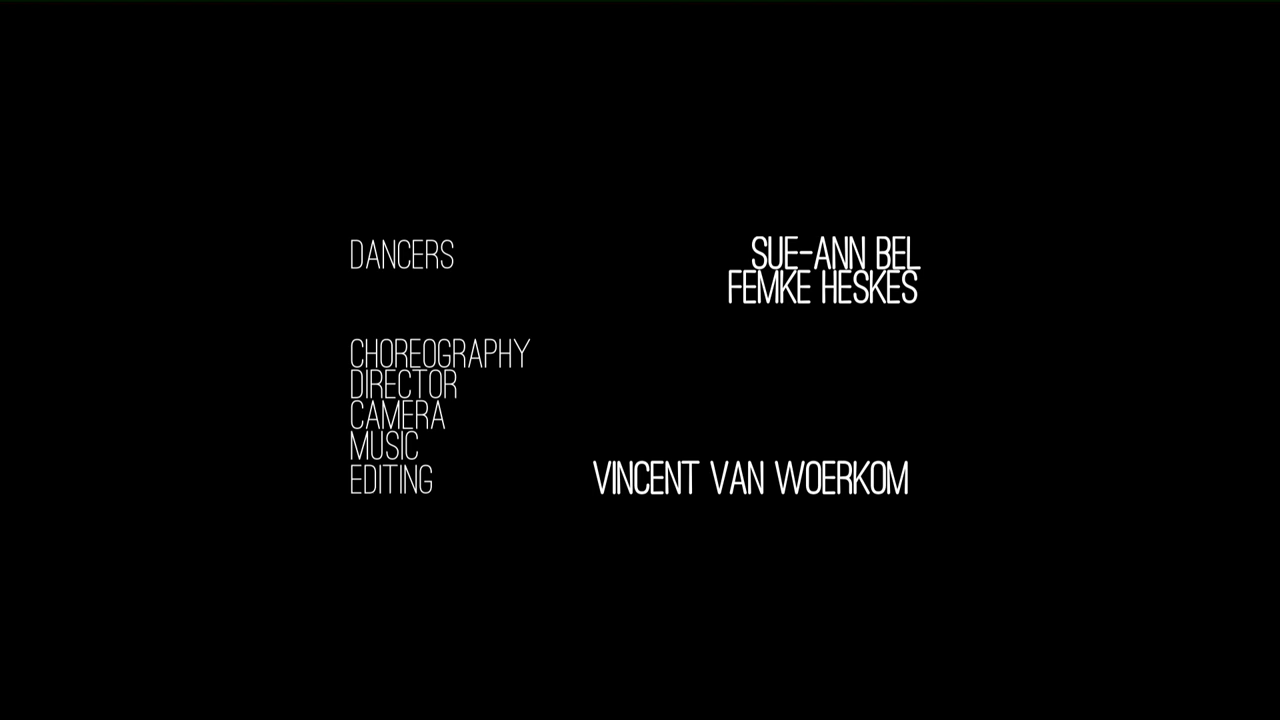 DANCERS SUE-ANN BEL
FEMKE HESKES
CHOREOGRAPHY
DIRECTOR
CAMERA
MUSIC
EDITING VINCENT VAN WOERKOM